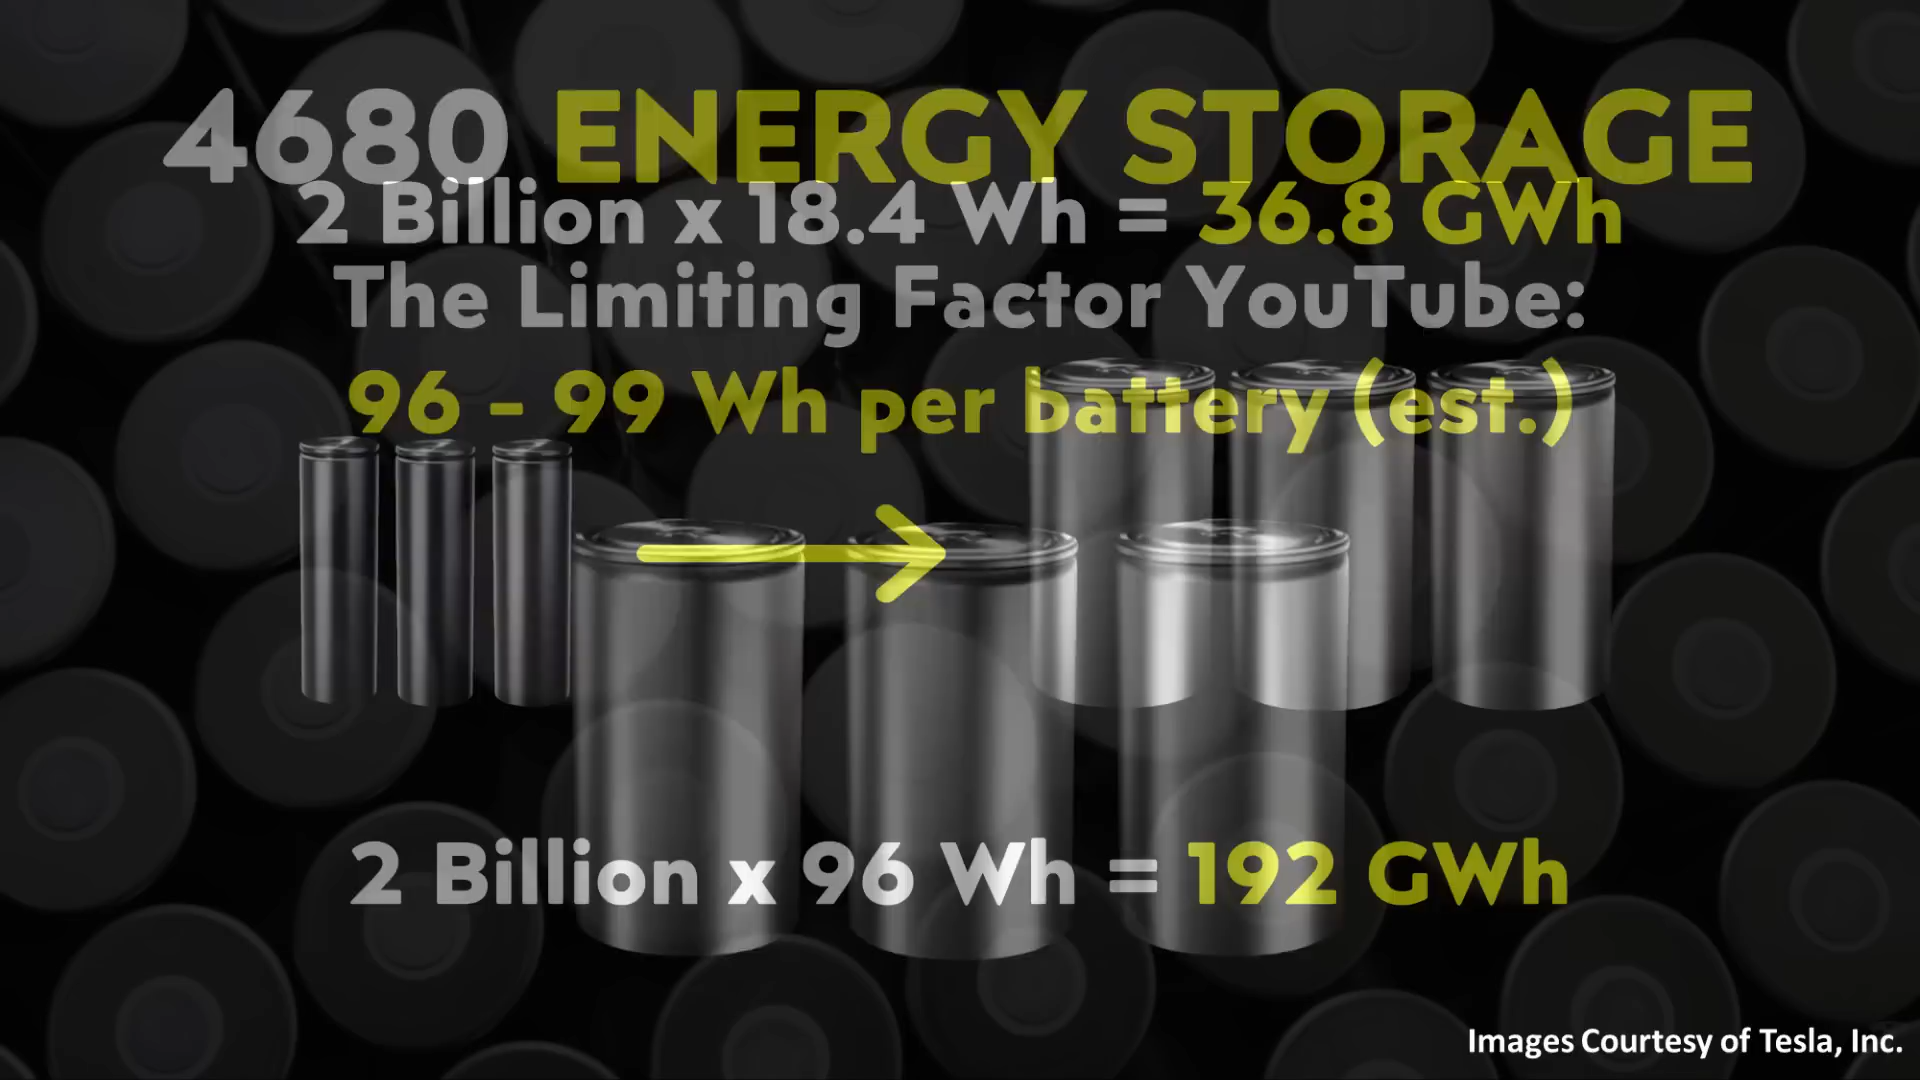 4680 ENERGY STORAGE
2 Billion x 18.4 Wh = 36.8 GWh
The Limiting Factor YouTube:
96 - 99 Wh per battery (est.)
2 Billion x 96 Wh = 192 GWh
Images Courtesy of Tesla, Inc.